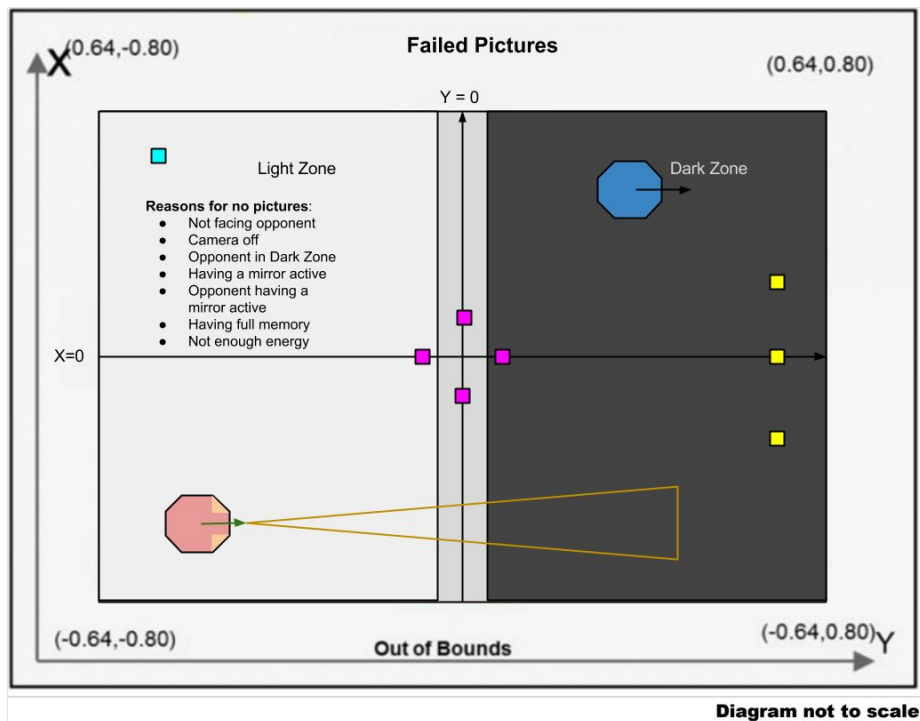 X
(0.64,-0.80)
Failed Pictures
(0.64,0.80)
Y = 0
Light Zone
Dark Zone
Reasons for no pictures:
● Not facing opponent
● Camera off
● Opponent in Dark Zone
● Having a mirror active
● Opponent having a
mirror active
● Having full memory
● Not enough energy
X=0
(-0.64,-0.80)
Out of Bounds
(-0.64,0.80)
Y
Diagram not to scale